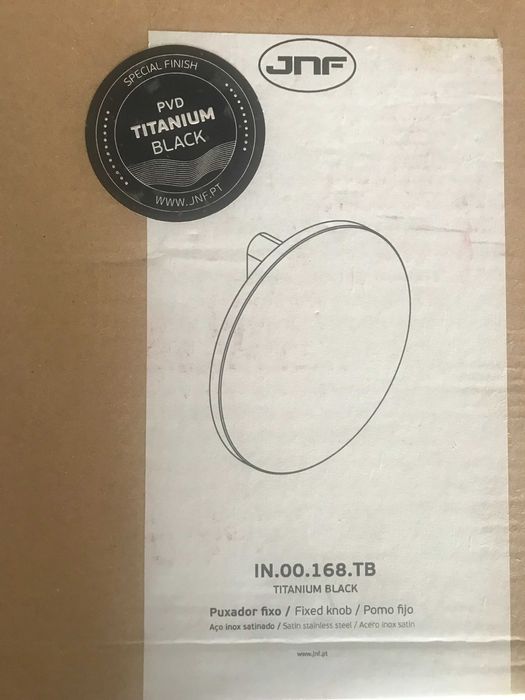 JNF
SPECIAL FINISH
PVD
TITANIUM
BLACK
WWW.JNF.PT
IN.00.168.TB
TITANIUM BLACK
Puxador fixo / Fixed knob / Pomo fijo
Aço inox satinado / Satin stainless steel / Acero inox satin
www.jnf.pt